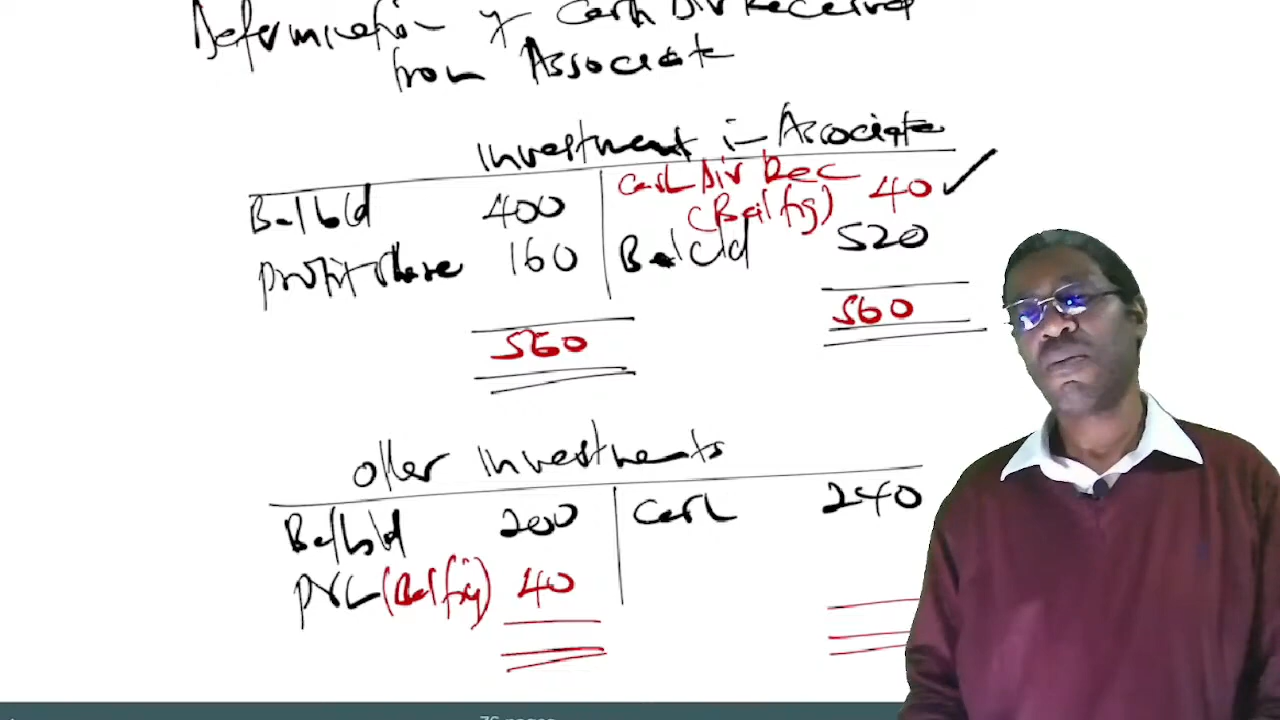 Determination of Cash Div Received
from Associate
Investment in Associate
Bal b/d 400 Cash Div Rec 40 ✓
(Bal fig)
Profit share 160 Bal c/d 520
560 560
Other Investments
Bal b/d 200 Cash 240
P&L (Bal fig) 40